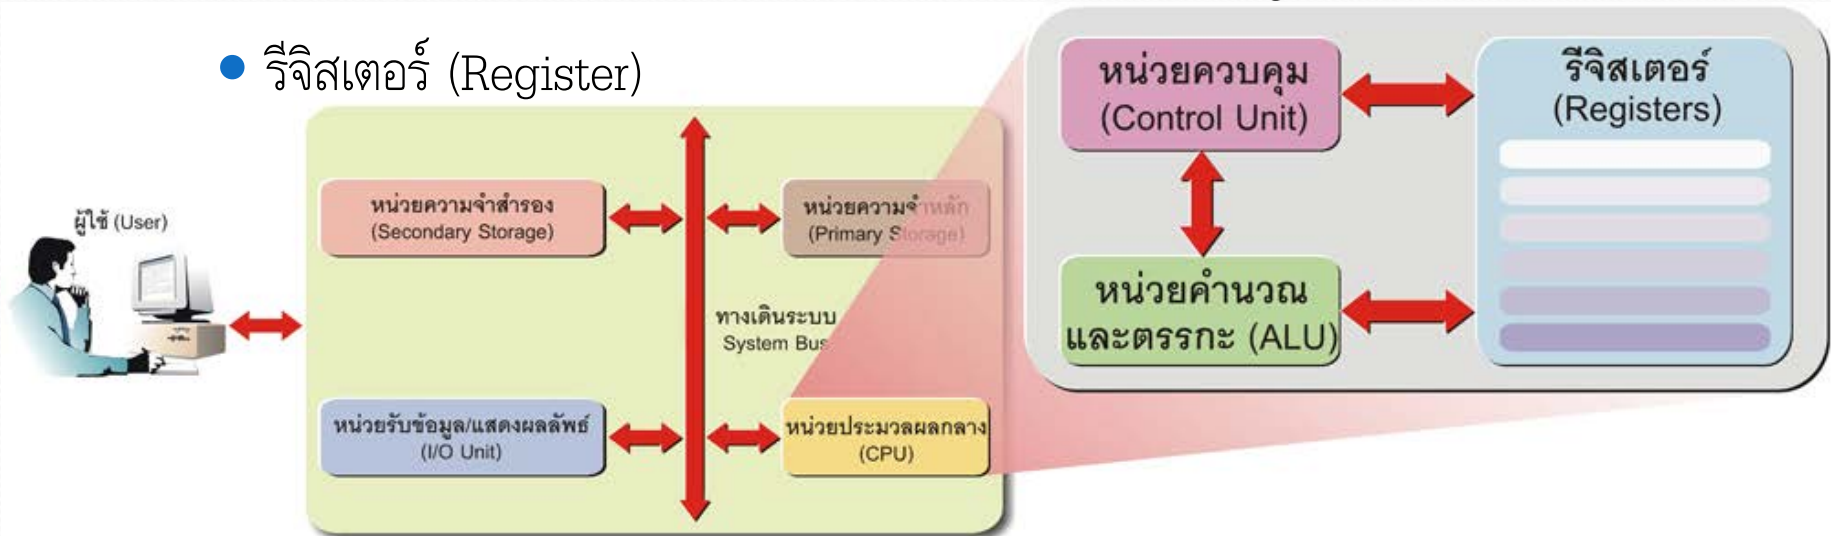 • รีจิสเตอร์ (Register)
ผู้ใช้ (User)
หน่วยความจำสำรอง
(Secondary Storage)
หน่วยความจำหลัก
(Primary Storage)
ทางเดินระบบ
System Bus
หน่วยรับข้อมูล/แสดงผลลัพธ์
(I/O Unit)
หน่วยประมวลผลกลาง
(CPU)
หน่วยควบคุม
(Control Unit)
หน่วยคำนวณ
และตรรกะ (ALU)
รีจิสเตอร์
(Registers)